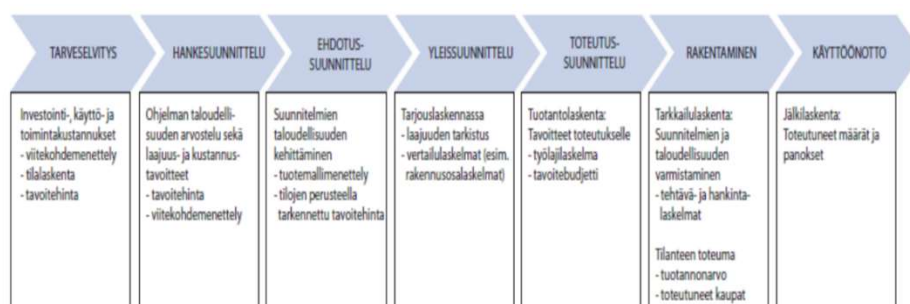 TARVESELVITYS
HANKESUUNNITTELU
EHDOTUS-
SUUNNITTELU
YLEISSUUNNITTELU
TOTEUTUS-
SUUNNITTELU
RAKENTAMINEN
KÄYTTÖÖNOTTO
Investointi-, käyttö- ja
toimintakustannukset
- viitekohdemenettely
- tilalaskenta
- tavoitehinta
Ohjelman taloudelli-
suuden arvostelu sekä
laajuus- ja kustannus-
tavoitteet
- tavoitehinta
- viitekohdemenettely
Suunnitelmien
taloudellisuuden
kehittäminen
- tuotemallimenettely
- tilojen perusteella
tarkennettu tavoitehinta
Tarjouslaskennassa
- laajuuden tarkistus
- vertailulaskelmat (esim.
rakennusosalaskelmat)
Tuotantolaskenta:
Tavoitteet toteutukselle
- työlajilaskelma
- tavoitebudjetti
Tarkkailulaskenta:
Suunnitelmien ja
taloudellisuuden
varmistaminen
- tehtävä- ja hankinta-
laskelmat
Tilanteen toteuma
- tuotannonarvo
- toteutuneet kaupat
Jälkilaskenta:
Toteutuneet määrät ja
panokset